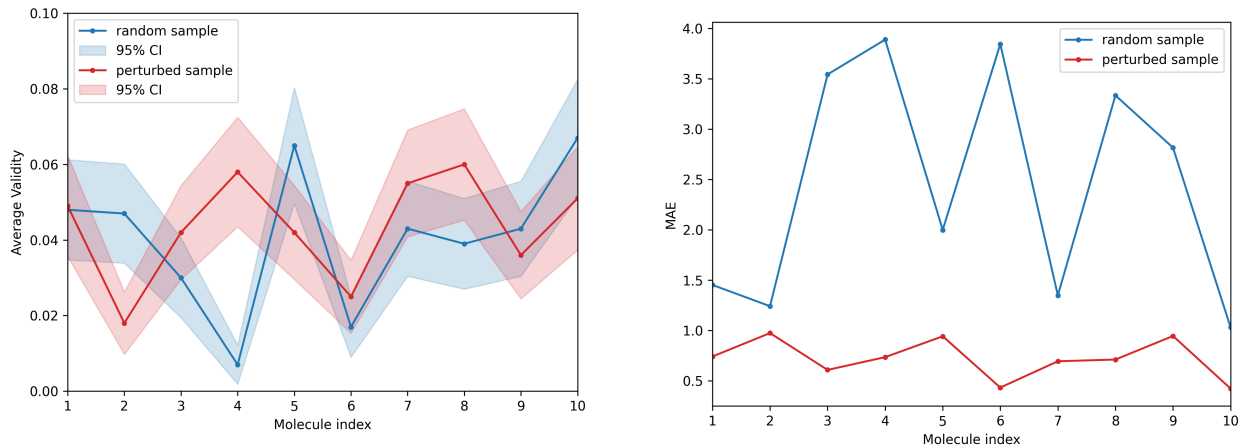 0.10
0.08
0.06
0.04
0.02
0.00
Average Validity
random sample
95% CI
perturbed sample
95% CI
1 2 3 4 5 6 7 8 9 10
Molecule index
4.0
3.5
3.0
2.5
2.0
1.5
1.0
0.5
MAE
random sample
perturbed sample
1 2 3 4 5 6 7 8 9 10
Molecule index